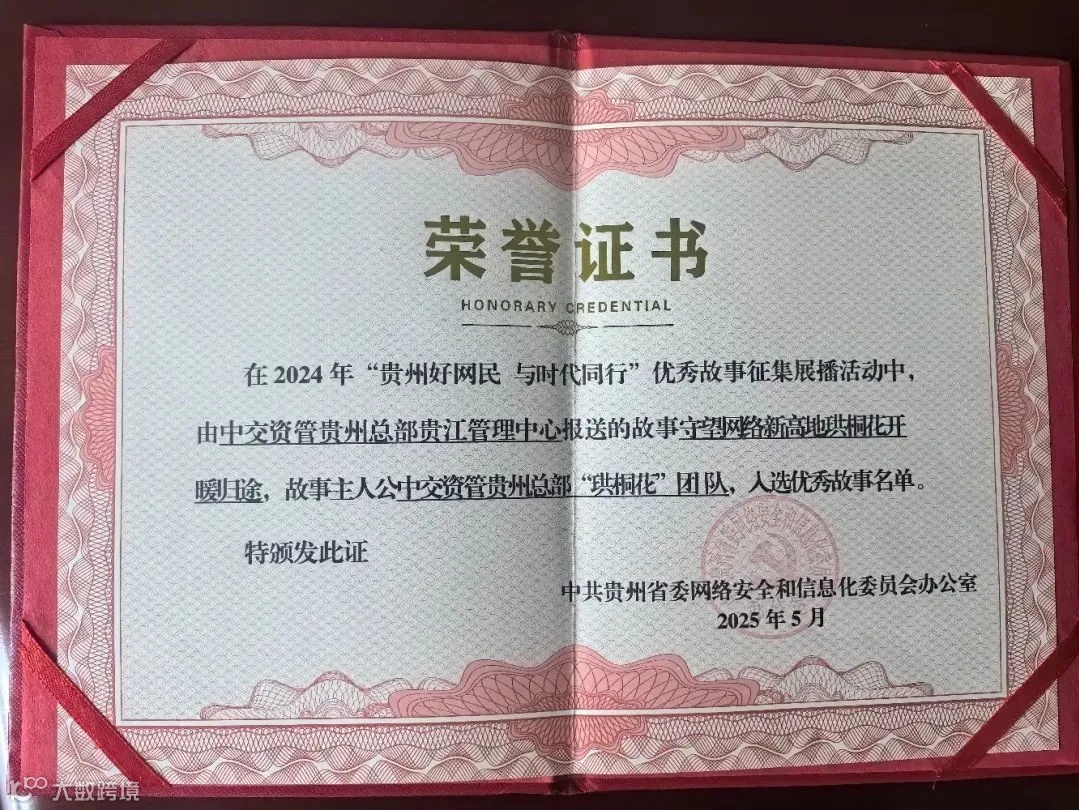 荣誉证书
HONORARY CREDENTIAL
在2024年“贵州好网民 与时代同行”优秀故事征集展播活动中，
由中交资管贵州总部贵江管理中心报送的故事守望网络新高地珙桐花开
暖归途，故事主人公中交资管贵州总部“珙桐花”团队，入选优秀故事名单。
特颁发此证
中共贵州省委网络安全和信息化委员会办公室
2025年5月
大数跨境